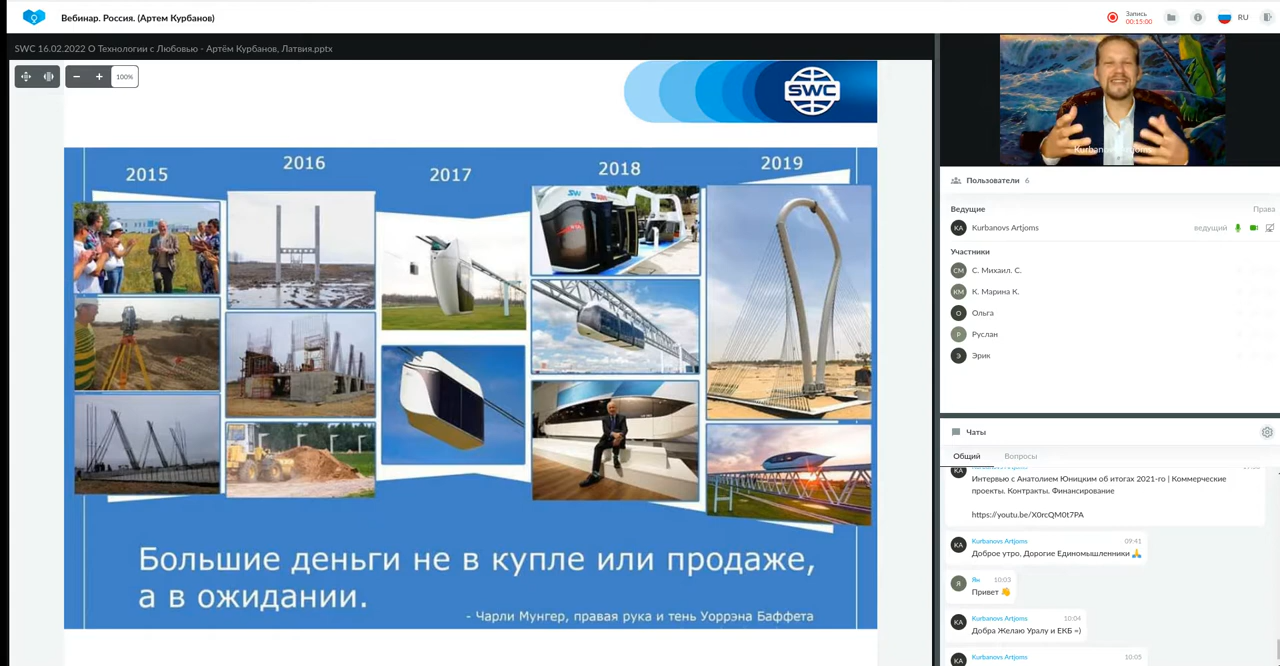 Вебинар. Россия. (Артем Курбанов)
Запись
00:15:00
RU
SWC 16.02.2022 О Технологии с Любовью - Артём Курбанов, Латвия.pptx
100%
SWC
2015
2016
2017
2018
2019
Большие деньги не в купле или продаже,
а в ожидании.
- Чарли Мунгер, правая рука и тень Уоррэна Баффета
Kurbanovs Artjoms
Пользователи 6
Ведущие
Права
KA Kurbanovs Artjoms
ведущий
Участники
СМ С. Михаил. С.
КМ К. Марина К.
О Ольга
Р Руслан
Э Эрик
Чаты
Общий
Вопросы
KA
Интервью с Анатолием Юницким об итогах 2021-го | Коммерческие
проекты. Контракты. Финансирование
https://youtu.be/X0rcQM0t7PA
KA Kurbanovs Artjoms 09:41
Доброе утро, Дорогие Единомышленники 🙏
Я Ян 10:03
Привет 👋
KA Kurbanovs Artjoms 10:04
Добра Желаю Уралу и ЕКБ =)
KA Kurbanovs Artjoms 10:05